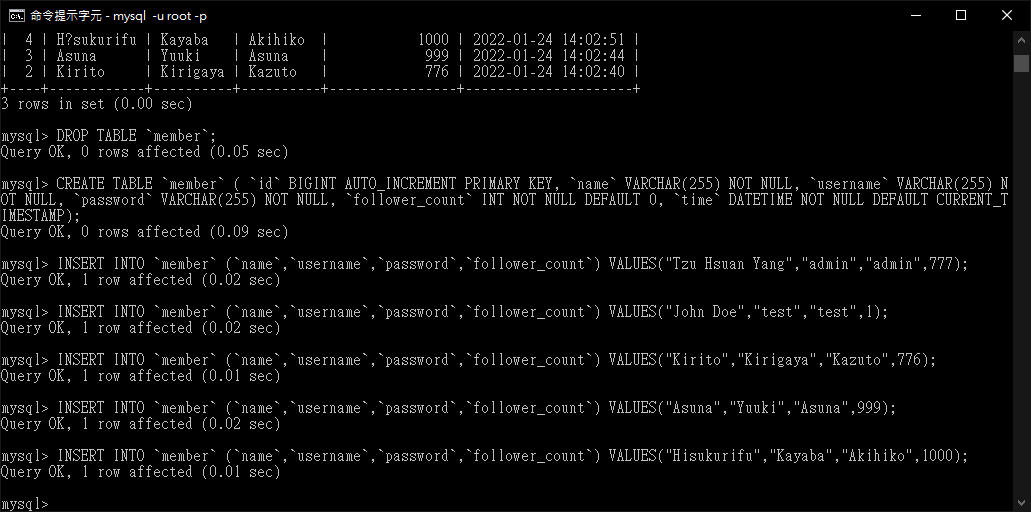 命令提示字元 - mysql -u root -p
| 4 | H?sukurifu | Kayaba | Akihiko | 1000 | 2022-01-24 14:02:51 |
| 3 | Asuna | Yuuki | Asuna | 999 | 2022-01-24 14:02:44 |
| 2 | Kirito | Kirigaya | Kazuto | 776 | 2022-01-24 14:02:40 |
+----+------------+----------+---------+----------------+---------------------+
3 rows in set (0.00 sec)
mysql> DROP TABLE `member`;
Query OK, 0 rows affected (0.05 sec)
mysql> CREATE TABLE `member` ( `id` BIGINT AUTO_INCREMENT PRIMARY KEY, `name` VARCHAR(255) NOT NULL, `username` VARCHAR(255) N
OT NULL, `password` VARCHAR(255) NOT NULL, `follower_count` INT NOT NULL DEFAULT 0, `time` DATETIME NOT NULL DEFAULT CURRENT_T
IMESTAMP);
Query OK, 0 rows affected (0.09 sec)
mysql> INSERT INTO `member` (`name`,`username`,`password`,`follower_count`) VALUES("Tzu Hsuan Yang","admin","admin",777);
Query OK, 1 row affected (0.02 sec)
mysql> INSERT INTO `member` (`name`,`username`,`password`,`follower_count`) VALUES("John Doe","test","test",1);
Query OK, 1 row affected (0.02 sec)
mysql> INSERT INTO `member` (`name`,`username`,`password`,`follower_count`) VALUES("Kirito","Kirigaya","Kazuto",776);
Query OK, 1 row affected (0.01 sec)
mysql> INSERT INTO `member` (`name`,`username`,`password`,`follower_count`) VALUES("Asuna","Yuuki","Asuna",999);
Query OK, 1 row affected (0.02 sec)
mysql> INSERT INTO `member` (`name`,`username`,`password`,`follower_count`) VALUES("Hisukurifu","Kayaba","Akihiko",1000);
Query OK, 1 row affected (0.01 sec)
mysql>